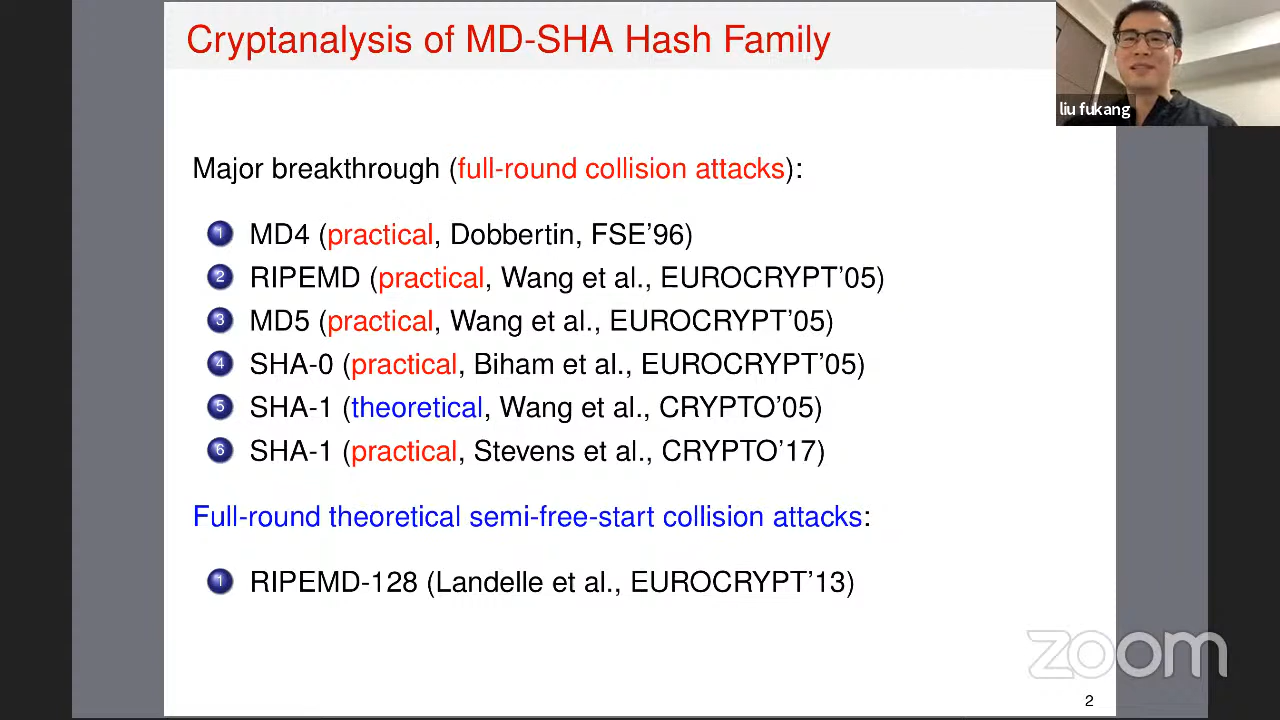 Cryptanalysis of MD-SHA Hash Family
liu fukang
Major breakthrough (full-round collision attacks):
1 MD4 (practical, Dobbertin, FSE'96)
2 RIPEMD (practical, Wang et al., EUROCRYPT'05)
3 MD5 (practical, Wang et al., EUROCRYPT'05)
4 SHA-0 (practical, Biham et al., EUROCRYPT'05)
5 SHA-1 (theoretical, Wang et al., CRYPTO'05)
6 SHA-1 (practical, Stevens et al., CRYPTO'17)
Full-round theoretical semi-free-start collision attacks:
1 RIPEMD-128 (Landelle et al., EUROCRYPT'13)
zoom
2